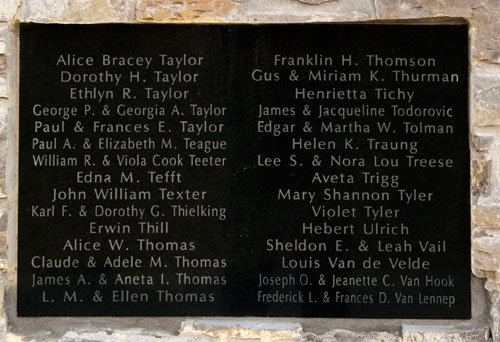 Alice Bracey Taylor
Dorothy H. Taylor
Ethlyn R. Taylor
George P. & Georgia A. Taylor
Paul & Frances E. Taylor
Paul A. & Elizabeth M. Teague
William R. & Viola Cook Teeter
Edna M. Tefft
John William Texter
Karl F. & Dorothy G. Thielking
Erwin Thill
Alice W. Thomas
Claude & Adele M. Thomas
James A. & Aneta I. Thomas
L. M. & Ellen Thomas
Franklin H. Thomson
Gus & Miriam K. Thurman
Henrietta Tichy
James & Jacqueline Todorovic
Edgar & Martha W. Tolman
Helen K. Traung
Lee S. & Nora Lou Treese
Aveta Trigg
Mary Shannon Tyler
Violet Tyler
Hebert Ulrich
Sheldon E. & Leah Vail
Louis Van de Velde
Joseph O. & Jeanette C. Van Hook
Frederick L. & Frances D. Van Lennep